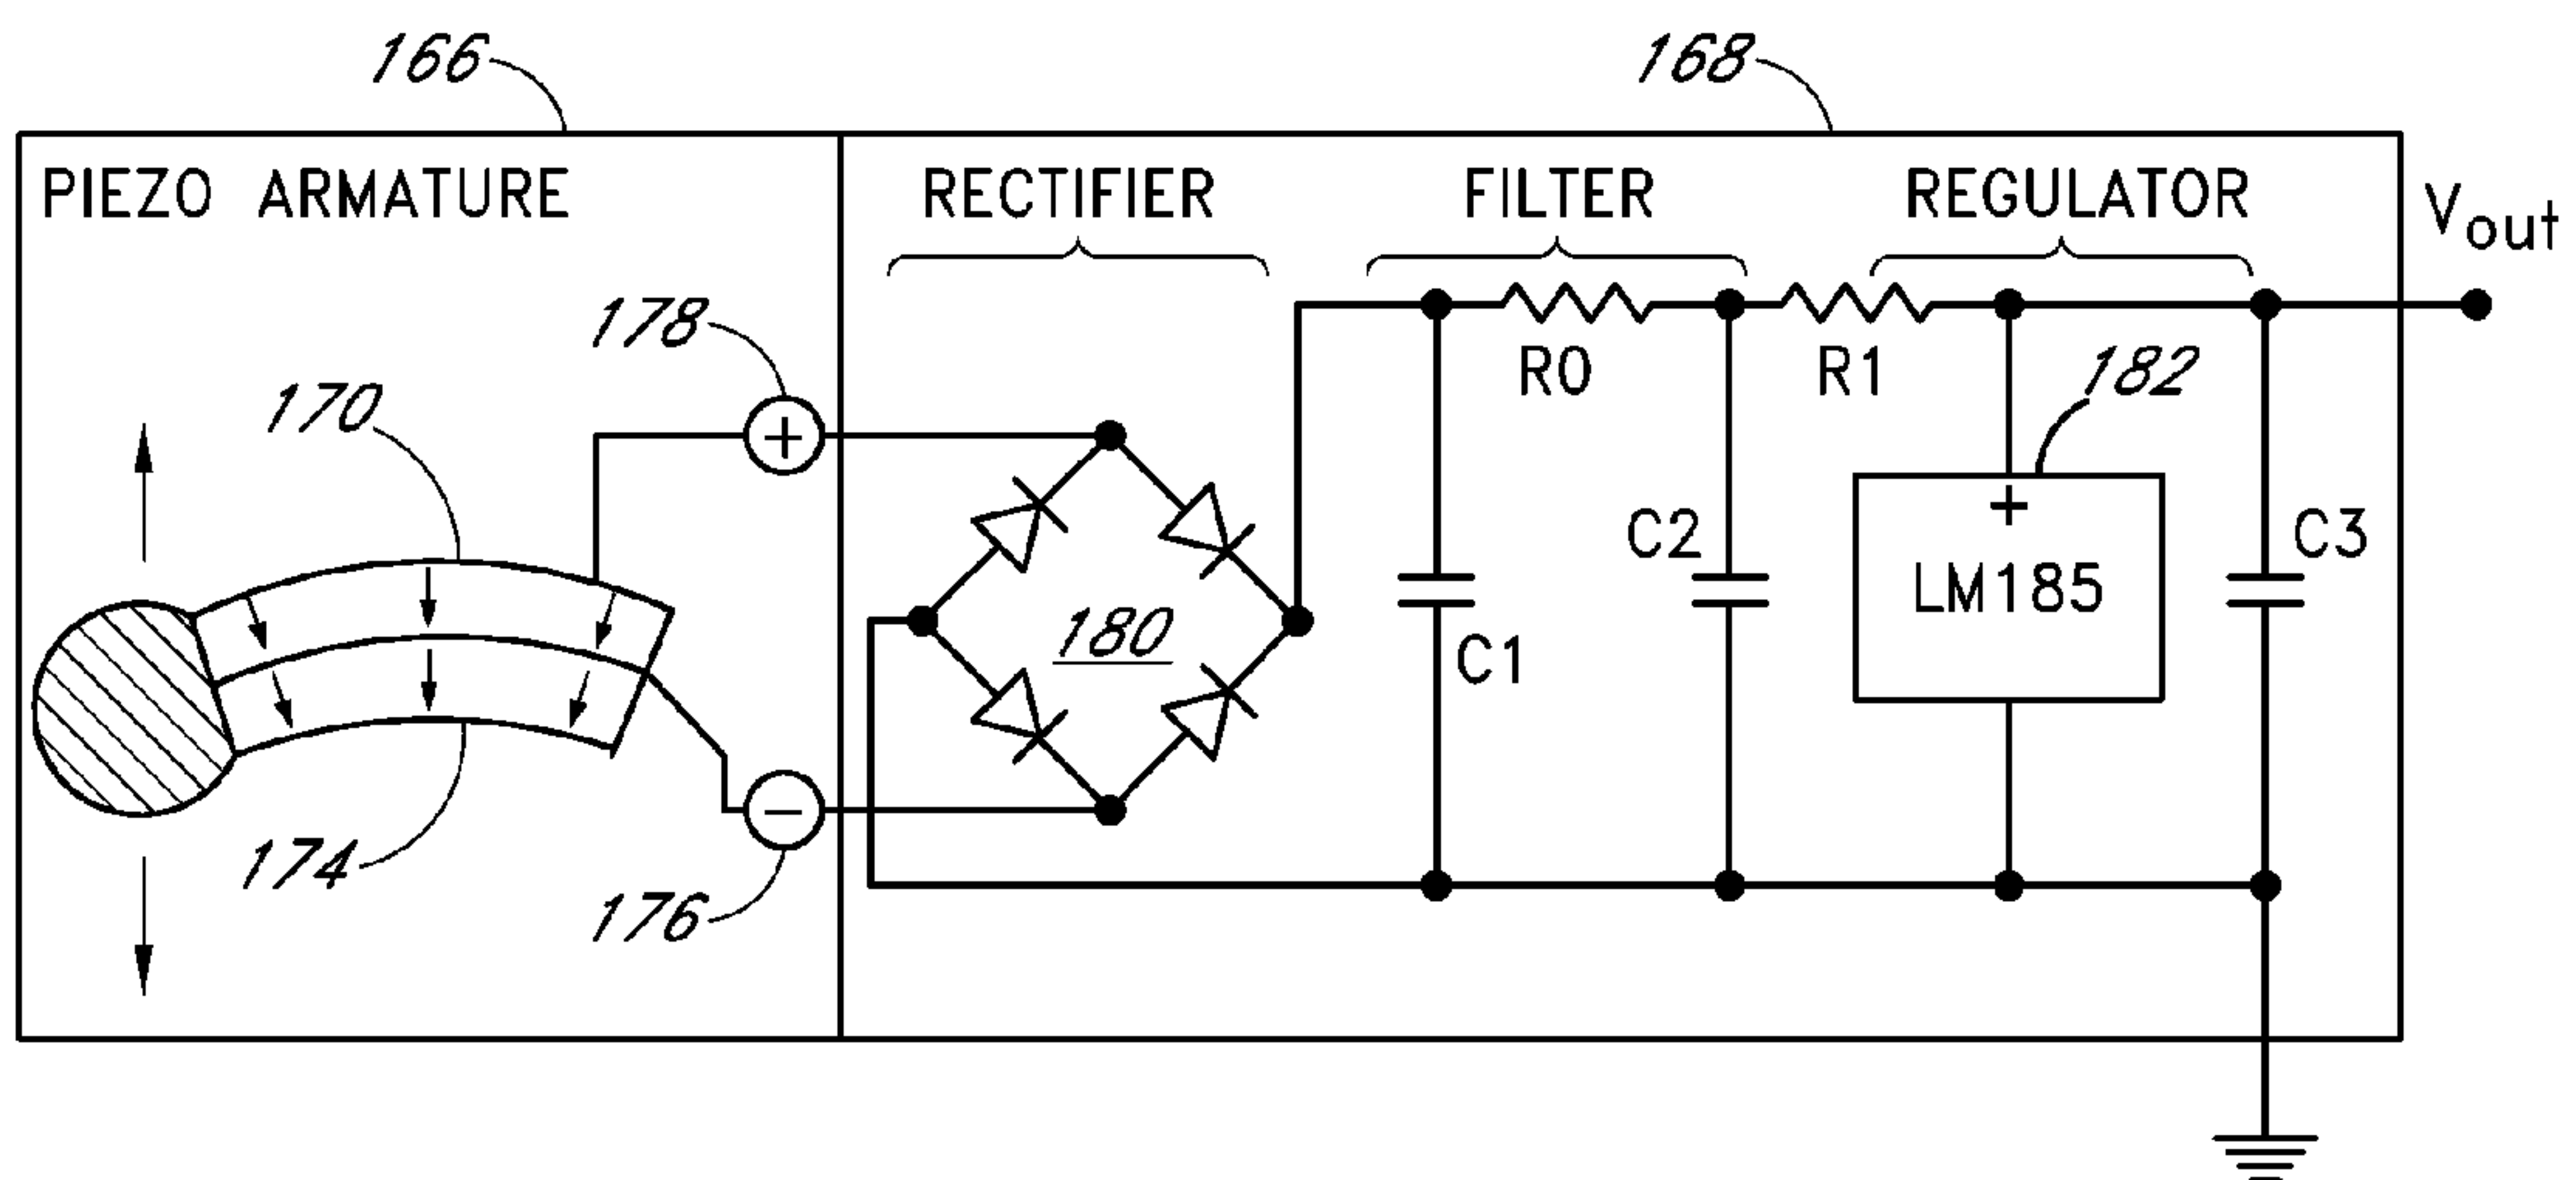 166
168
PIEZO ARMATURE
RECTIFIER
FILTER
REGULATOR
Vout
178
+
170
R0
R1
182
+
C2
C3
LM185
180
C1
−
174
176